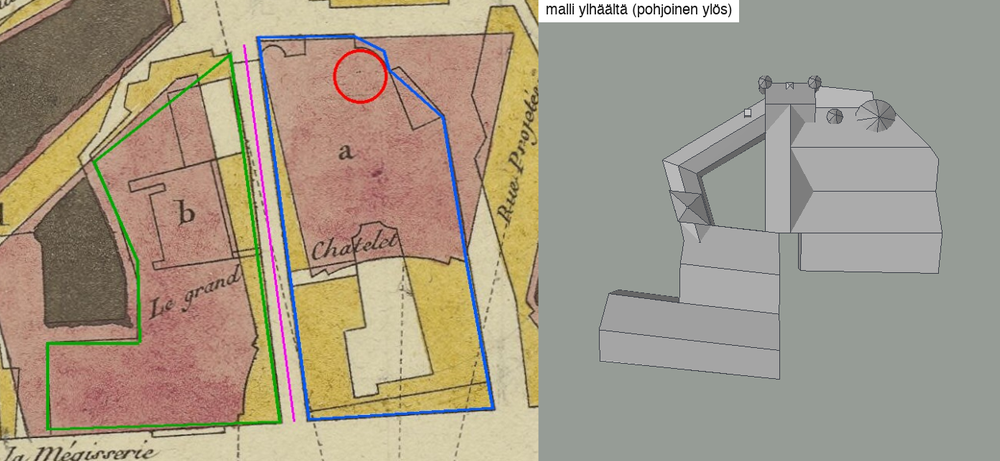 malli ylhäältä (pohjoinen ylös)
a
b
Chatelet
Le grand
Rue Projetée
la Mégisserie